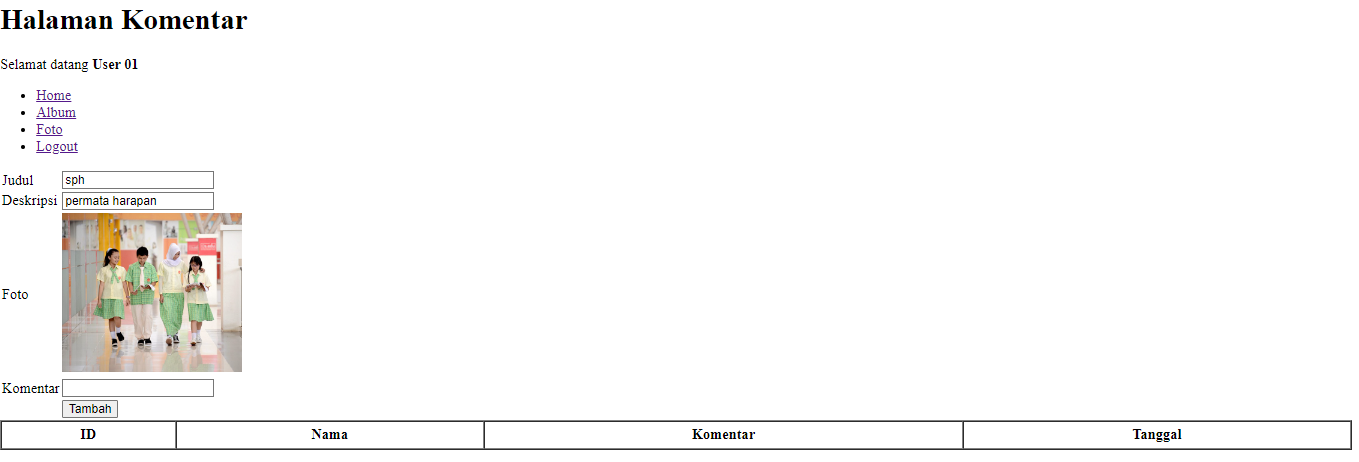 Halaman Komentar
Selamat datang User 01
Home
Album
Foto
Logout
Judul sph
Deskripsi permata harapan
Foto
Komentar
Tambah
ID Nama Komentar Tanggal